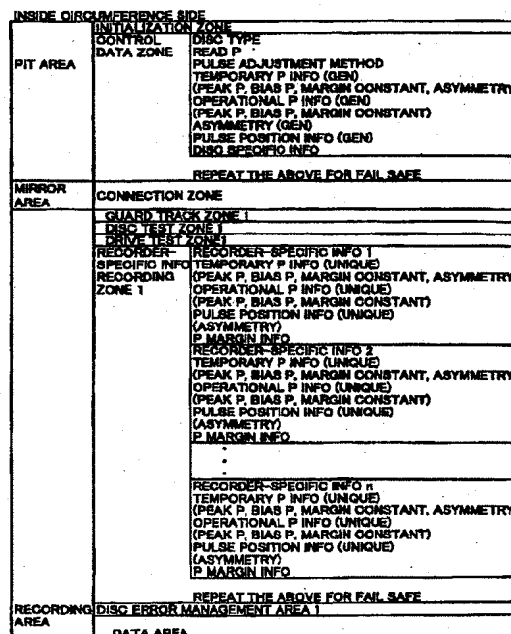 INSIDE CIRCUMFERENCE SIDE
INITIALIZATION ZONE
PIT AREA
CONTROL DATA ZONE
DISC TYPE
READ P
PULSE ADJUSTMENT METHOD
TEMPORARY P INFO (GEN)
(PEAK P, BIAS P, MARGIN CONSTANT, ASYMMETRY
OPERATIONAL P INFO (GEN)
(PEAK P, BIAS P, MARGIN CONSTANT)
ASYMMETRY (GEN)
PULSE POSITION INFO (GEN)
DISC SPECIFIC INFO
REPEAT THE ABOVE FOR FAIL SAFE
MIRROR AREA
CONNECTION ZONE
GUARD TRACK ZONE 1
DISC TEST ZONE 1
DRIVE TEST ZONE1
RECORDER-
SPECIFIC INFO
RECORDING
ZONE 1
RECORDER-SPECIFIC INFO 1
TEMPORARY P INFO (UNIQUE)
(PEAK P, BIAS P, MARGIN CONSTANT, ASYMMETRY
OPERATIONAL P INFO (UNIQUE)
(PEAK P, BIAS P, MARGIN CONSTANT)
PULSE POSITION INFO (UNIQUE)
(ASYMMETRY)
P MARGIN INFO
RECORDER-SPECIFIC INFO 2
TEMPORARY P INFO (UNIQUE)
(PEAK P, BIAS P, MARGIN CONSTANT, ASYMMETRY
OPERATIONAL P INFO (UNIQUE)
(PEAK P, BIAS P, MARGIN CONSTANT)
PULSE POSITION INFO (UNIQUE)
(ASYMMETRY)
P MARGIN INFO
RECORDER-SPECIFIC INFO n
TEMPORARY P INFO (UNIQUE)
(PEAK P, BIAS P, MARGIN CONSTANT, ASYMMETRY
OPERATIONAL P INFO (UNIQUE)
(PEAK P, BIAS P, MARGIN CONSTANT)
PULSE POSITION INFO (UNIQUE)
(ASYMMETRY)
P MARGIN INFO
REPEAT THE ABOVE FOR FAIL SAFE
RECORDING AREA
DISC ERROR MANAGEMENT AREA 1
DATA AREA